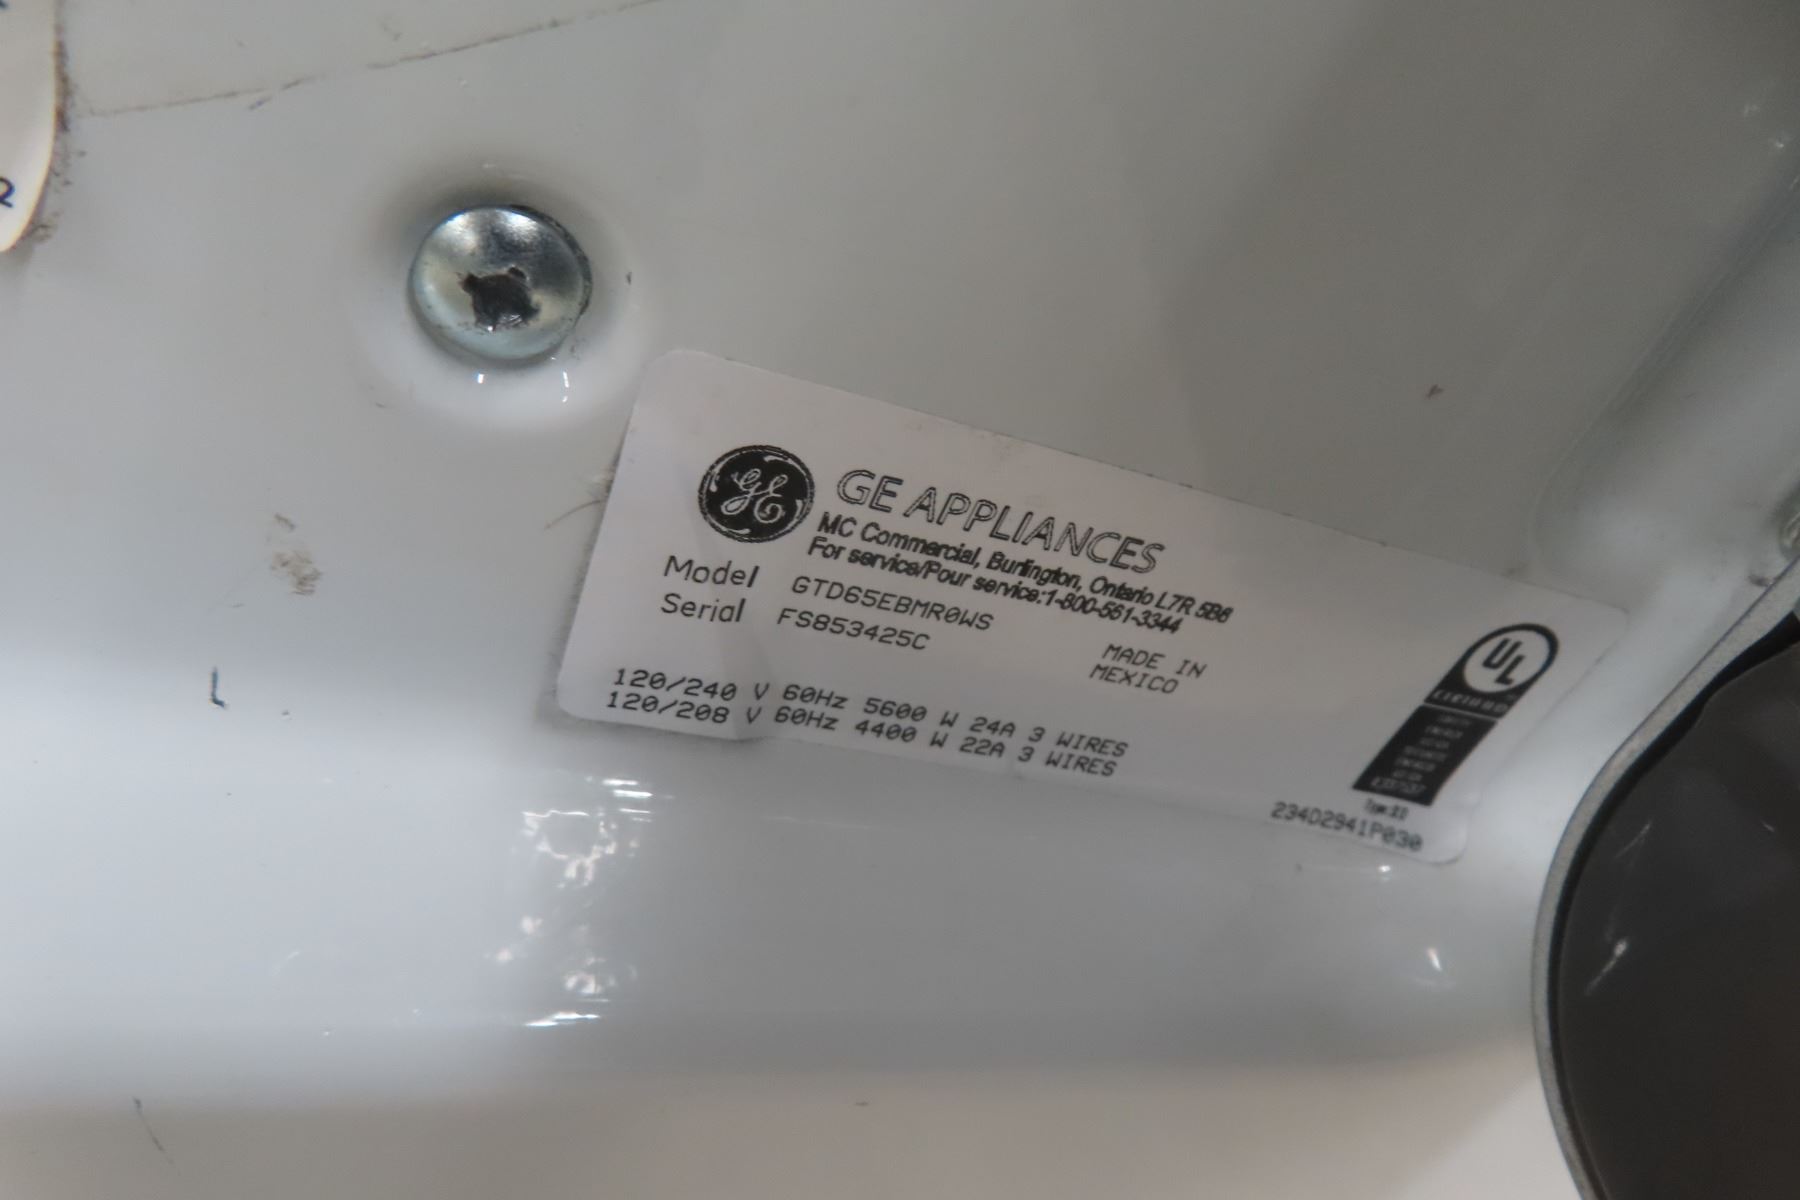 2
GE
GE APPLIANCES
MC Commercial, Burlington, Ontario L7R 5B6
For service/Pour service:1-800-561-3344
Model GTD65EBMR0WS
Serial FS853425C
MADE IN
MEXICO
120/240 V 60Hz 5600 W 24A 3 WIRES
120/208 V 60Hz 4400 W 22A 3 WIRES
UL
CERTIFIED
234D2941P030